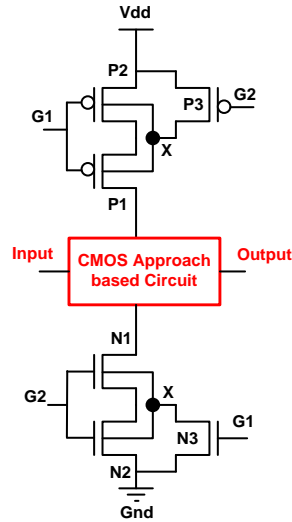 Vdd
P2
P3
G2
G1
X
P1
Input
CMOS Approach
based Circuit
Output
N1
G2
X
G1
N3
N2
Gnd